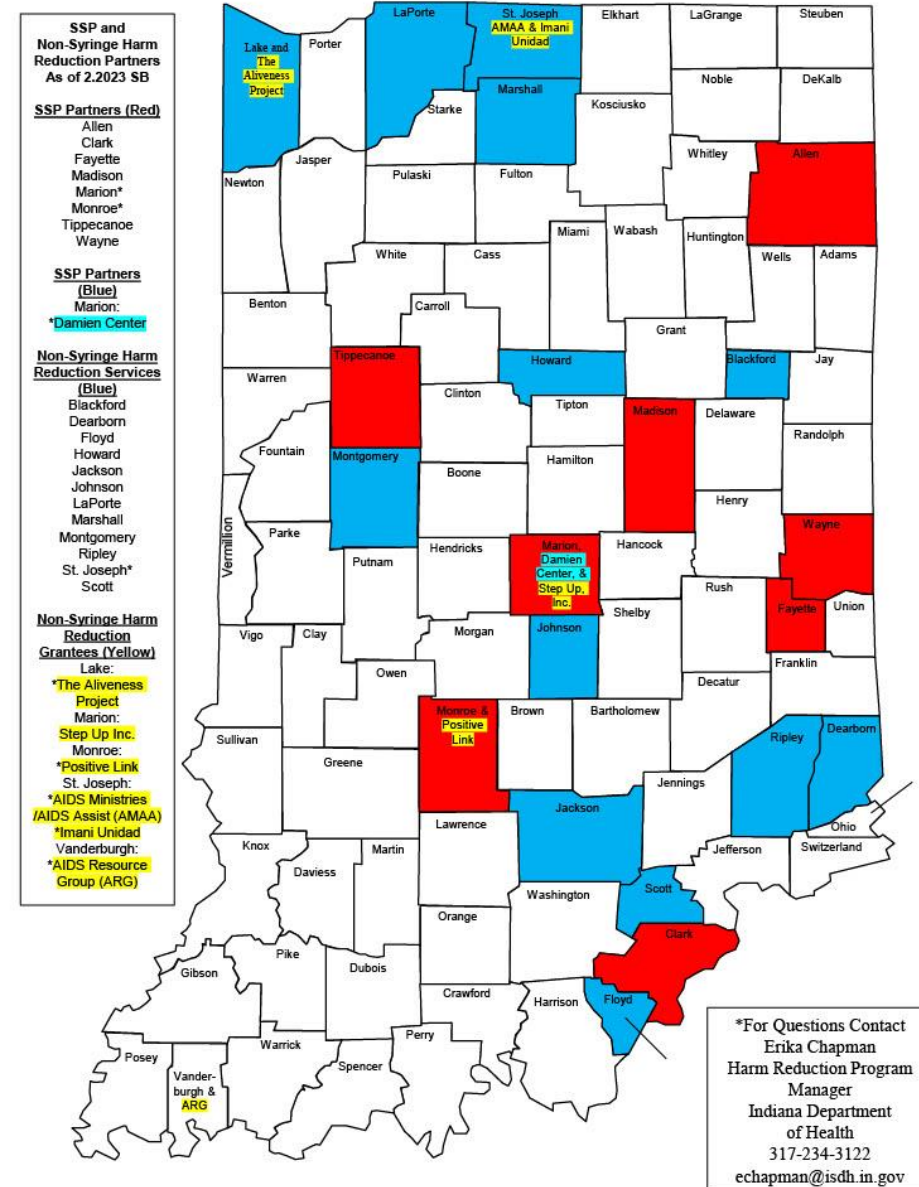 SSP and
Non-Syringe Harm
Reduction Partners
As of 2.2023 SB
SSP Partners (Red)
Allen
Clark
Fayette
Madison
Marion*
Monroe*
Tippecanoe
Wayne
SSP Partners
(Blue)
Marion:
*Damien Center
Non-Syringe Harm
Reduction Services
(Blue)
Blackford
Dearborn
Floyd
Howard
Jackson
Johnson
LaPorte
Marshall
Montgomery
Ripley
St. Joseph*
Scott
Non-Syringe Harm
Reduction
Grantees (Yellow)
Lake:
*The Aliveness
Project
Marion:
Step Up Inc.
Monroe:
*Positive Link
St. Joseph:
*AIDS Ministries
/AIDS Assist (AMAA)
*Imani Unidad
Vanderburgh:
*AIDS Resource
Group (ARG)
Lake and
The
Aliveness
Project
Porter
LaPorte
St. Joseph
AMAA & Imani
Unidad
Elkhart
LaGrange
Steuben
Noble
DeKalb
Marshall
Starke
Kosciusko
Whitley
Allen
Newton
Jasper
Pulaski
Fulton
Miami
Wabash
Huntington
Wells
Adams
White
Cass
Benton
Carroll
Grant
Tippecanoe
Howard
Blackford
Jay
Warren
Clinton
Tipton
Madison
Delaware
Randolph
Fountain
Montgomery
Boone
Hamilton
Henry
Wayne
Vermillion
Parke
Putnam
Hendricks
Marion,
Damien
Center, &
Step Up,
Inc.
Hancock
Rush
Fayette
Union
Vigo
Clay
Morgan
Johnson
Shelby
Franklin
Owen
Decatur
Sullivan
Greene
Monroe &
Positive
Link
Brown
Bartholomew
Ripley
Dearborn
Jennings
Jackson
Ohio
Switzerland
Jefferson
Knox
Daviess
Martin
Lawrence
Washington
Scott
Orange
Clark
Gibson
Pike
Dubois
Crawford
Harrison
Floyd
Posey
Vander-
burgh &
ARG
Warrick
Spencer
Perry
*For Questions Contact
Erika Chapman
Harm Reduction Program
Manager
Indiana Department
of Health
317-234-3122
echapman@isdh.in.gov